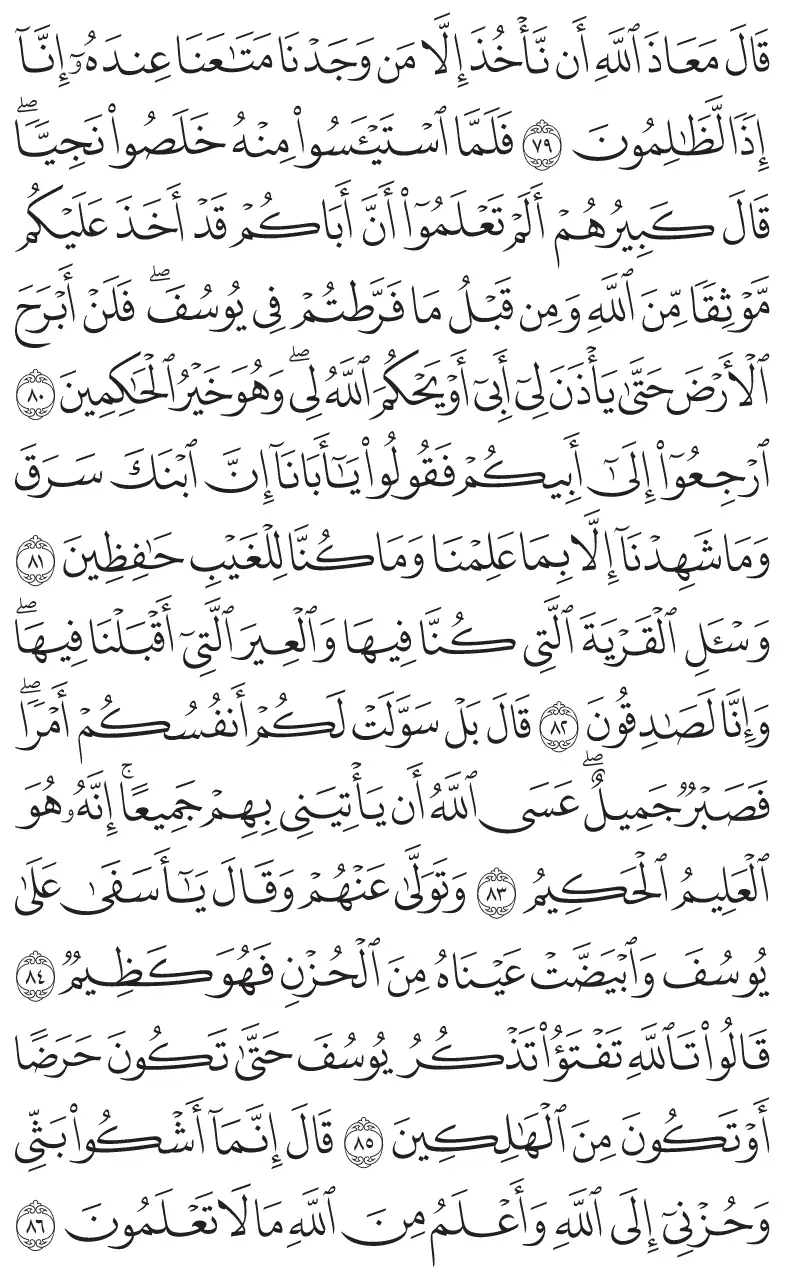 قَالَ مَعَاذَ ٱللَّهِ أَن نَّأۡخُذَ إِلَّا مَن وَجَدۡنَا مَتَٰعَنَا عِندَهُۥٓ إِنَّآ
إِذٗا لَّظَٰلِمُونَ ٧٩ فَلَمَّا ٱسۡتَيۡـَٔسُواْ مِنۡهُ خَلَصُواْ نَجِيّٗاۖ
قَالَ كَبِيرُهُمۡ أَلَمۡ تَعۡلَمُوٓاْ أَنَّ أَبَاكُمۡ قَدۡ أَخَذَ عَلَيۡكُم
مَّوۡثِقٗا مِّنَ ٱللَّهِ وَمِن قَبۡلُ مَا فَرَّطتُمۡ فِي يُوسُفَۖ فَلَنۡ أَبۡرَحَ
ٱلۡأَرۡضَ حَتَّىٰ يَأۡذَنَ لِيٓ أَبِيٓ أَوۡ يَحۡكُمَ ٱللَّهُ لِيۖ وَهُوَ خَيۡرُ ٱلۡحَٰكِمِينَ ٨٠
ٱرۡجِعُوٓاْ إِلَىٰٓ أَبِيكُمۡ فَقُولُواْ يَٰٓأَبَانَآ إِنَّ ٱبۡنَكَ سَرَقَ
وَمَا شَهِدۡنَآ إِلَّا بِمَا عَلِمۡنَا وَمَا كُنَّا لِلۡغَيۡبِ حَٰفِظِينَ ٨١
وَسۡـَٔلِ ٱلۡقَرۡيَةَ ٱلَّتِي كُنَّا فِيهَا وَٱلۡعِيرَ ٱلَّتِيٓ أَقۡبَلۡنَا فِيهَاۖ
وَإِنَّا لَصَٰدِقُونَ ٨٢ قَالَ بَلۡ سَوَّلَتۡ لَكُمۡ أَنفُسُكُمۡ أَمۡرٗاۖ
فَصَبۡرٞ جَمِيلٌۖ عَسَى ٱللَّهُ أَن يَأۡتِيَنِي بِهِمۡ جَمِيعًاۚ إِنَّهُۥ هُوَ
ٱلۡعَلِيمُ ٱلۡحَكِيمُ ٨٣ وَتَوَلَّىٰ عَنۡهُمۡ وَقَالَ يَٰٓأَسَفَىٰ عَلَىٰ
يُوسُفَ وَٱبۡيَضَّتۡ عَيۡنَاهُ مِنَ ٱلۡحُزۡنِ فَهُوَ كَظِيمٞ ٨٤
قَالُواْ تَٱللَّهِ تَفۡتَؤُاْ تَذۡكُرُ يُوسُفَ حَتَّىٰ تَكُونَ حَرَضًا
أَوۡ تَكُونَ مِنَ ٱلۡهَٰلِكِينَ ٨٥ قَالَ إِنَّمَآ أَشۡكُواْ بَثِّي
وَحُزۡنِيٓ إِلَى ٱللَّهِ وَأَعۡلَمُ مِنَ ٱللَّهِ مَا لَا تَعۡلَمُونَ ٨٦